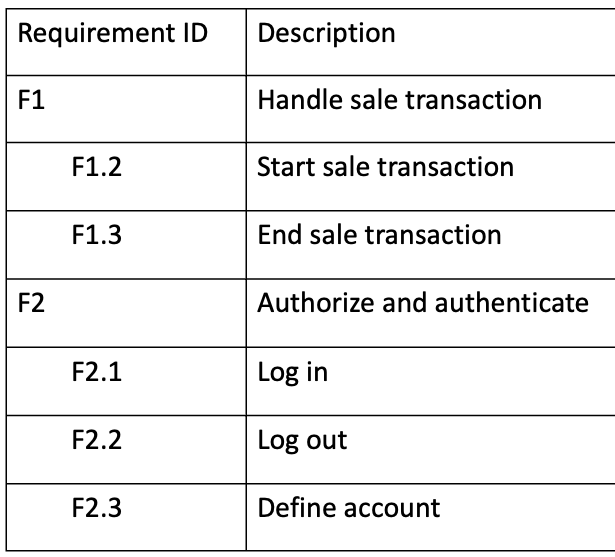 Requirement ID Description
F1 Handle sale transaction
F1.2 Start sale transaction
F1.3 End sale transaction
F2 Authorize and authenticate
F2.1 Log in
F2.2 Log out
F2.3 Define account